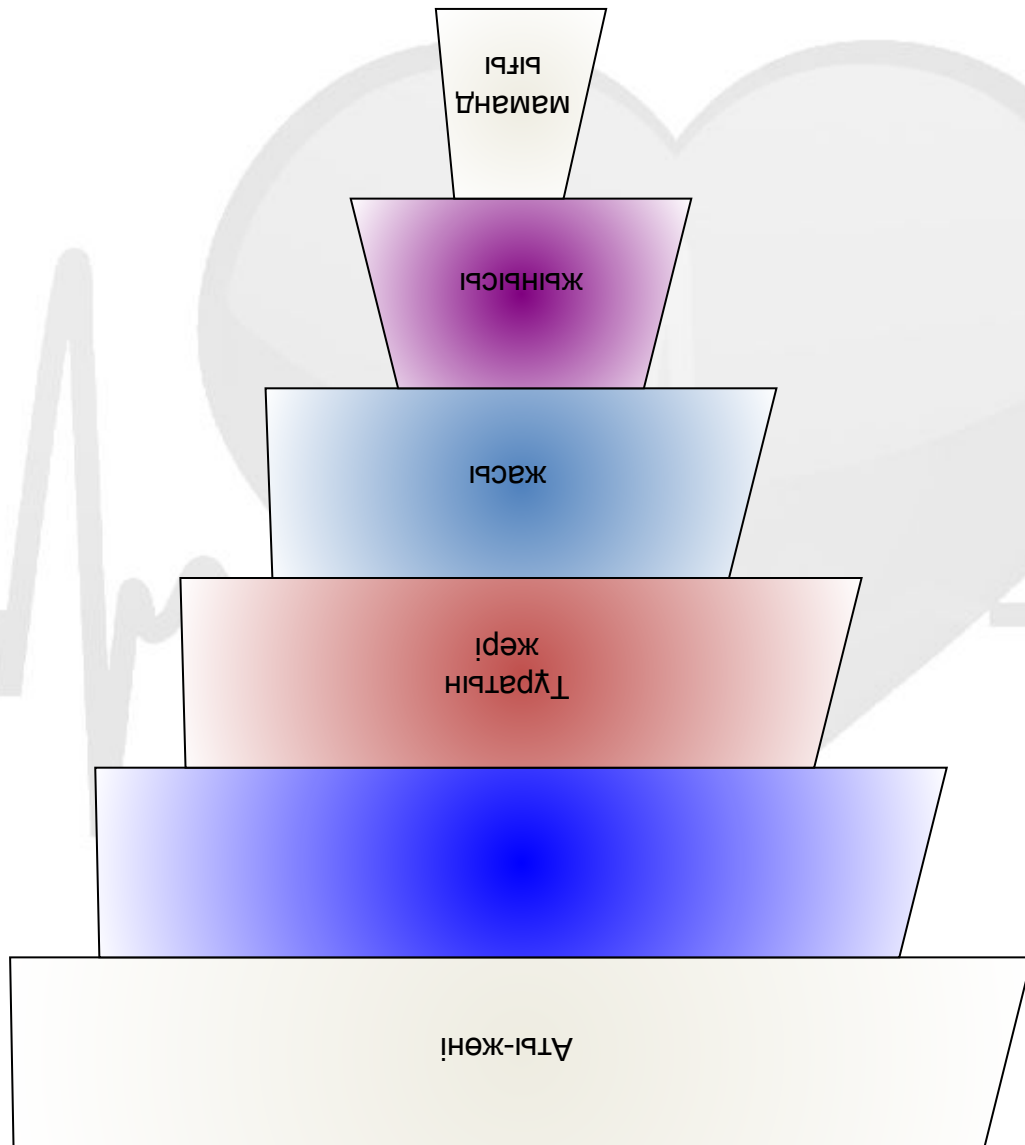 Аты-жөні
Тұратын
жері
жасы
жынысы
маманд
ығы